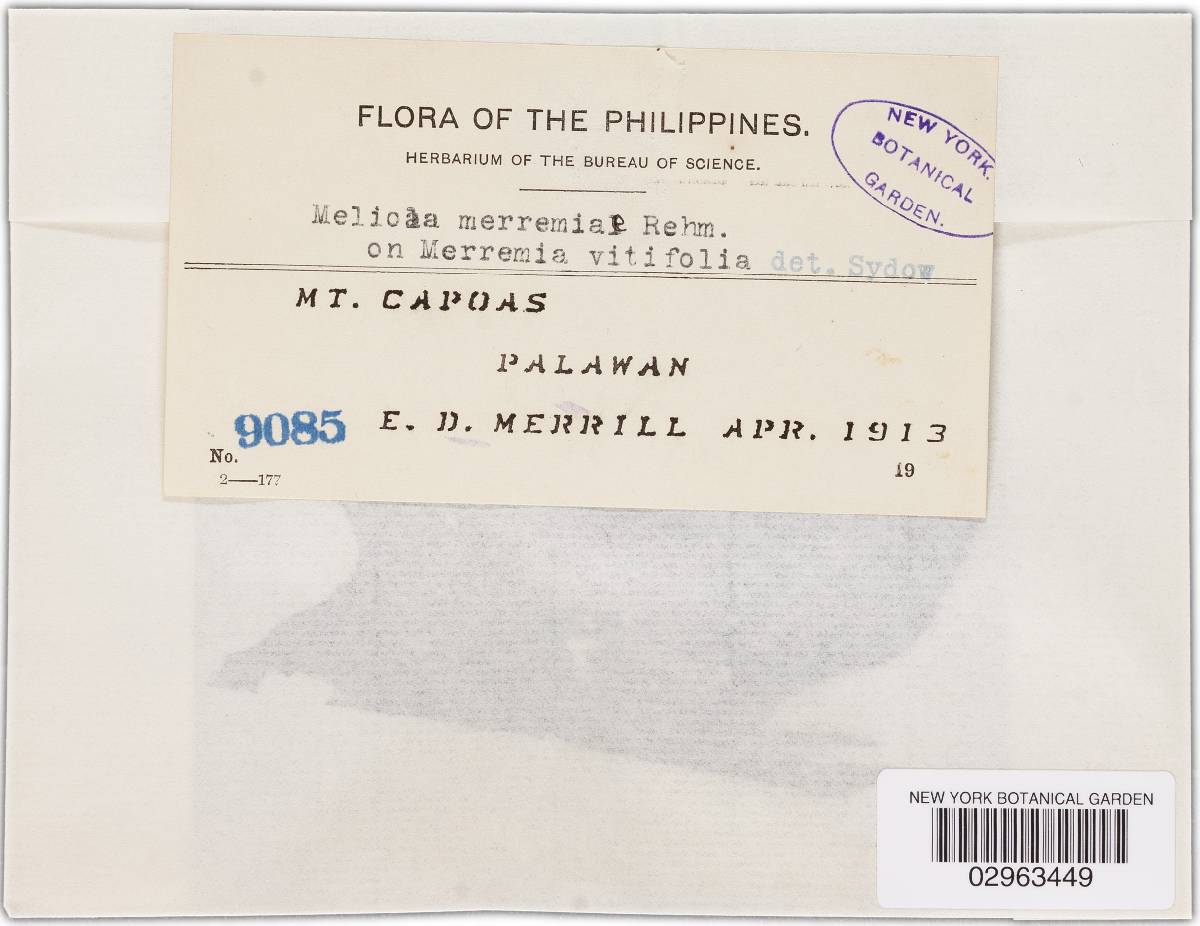 FLORA OF THE PHILIPPINES.
HERBARIUM OF THE BUREAU OF SCIENCE.
NEW YORK.
BOTANICAL
GARDEN.
merremiae Rehm.
on Merremia vitifolia det. Sydow
MT. CAPOAS
PALAWAN
9085 E. D. MERRILL APR. 1913
No.
19
2—177
NEW YORK BOTANICAL GARDEN
02963449